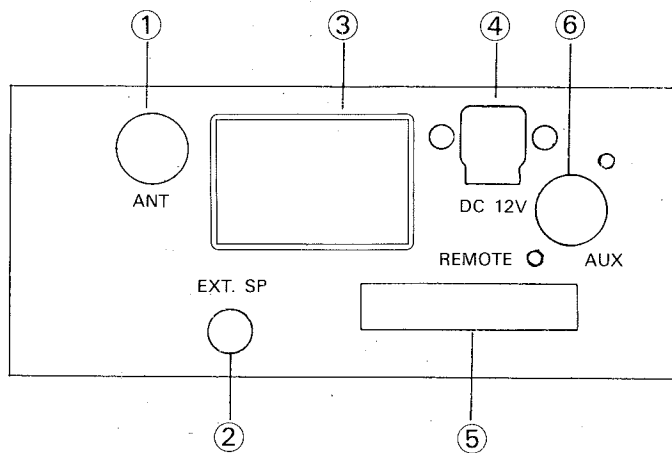 ① ③ ④ ⑥
ANT
DC 12V
REMOTE AUX
EXT. SP
② ⑤